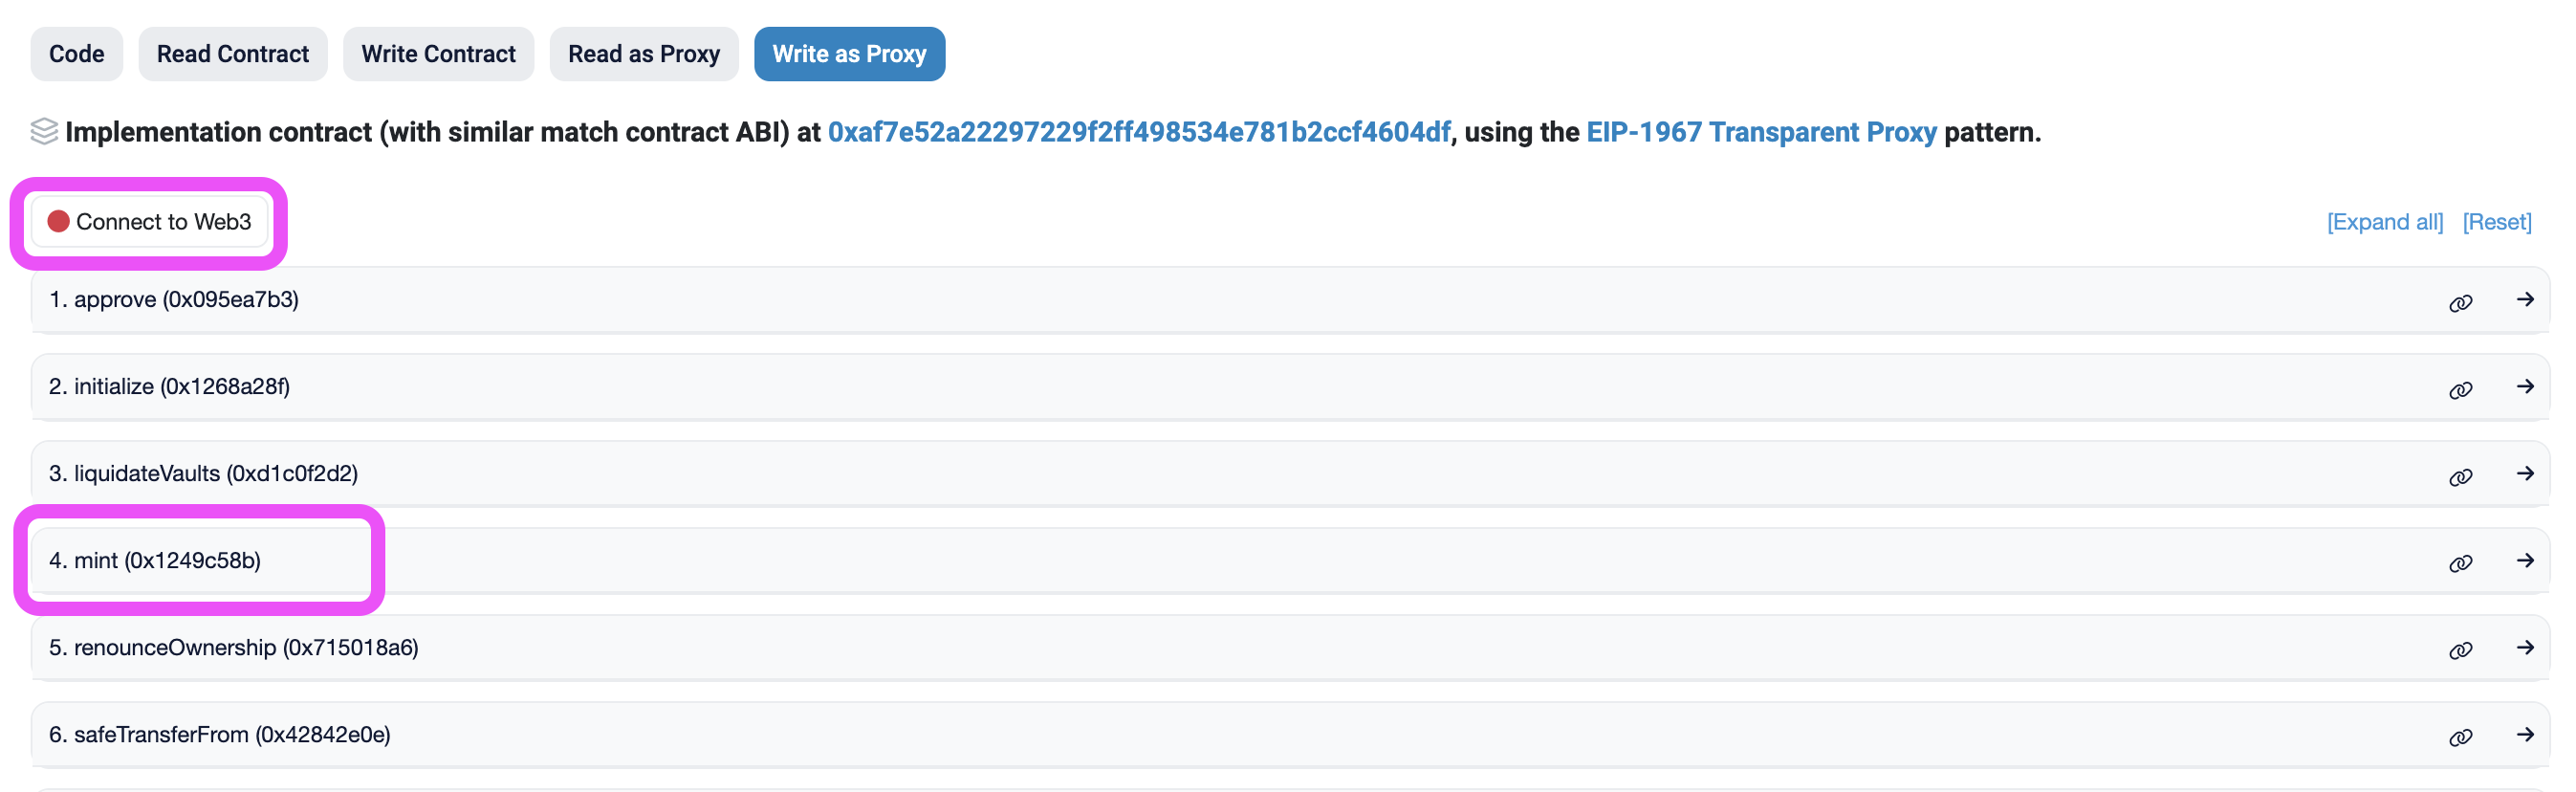 Code Read Contract Write Contract Read as Proxy Write as Proxy
Implementation contract (with similar match contract ABI) at 0xaf7e52a22297229f2ff498534e781b2ccf4604df, using the EIP-1967 Transparent Proxy pattern.
Connect to Web3 [Expand all] [Reset]
1. approve (0x095ea7b3)
2. initialize (0x1268a28f)
3. liquidateVaults (0xd1c0f2d2)
4. mint (0x1249c58b)
5. renounceOwnership (0x715018a6)
6. safeTransferFrom (0x42842e0e)